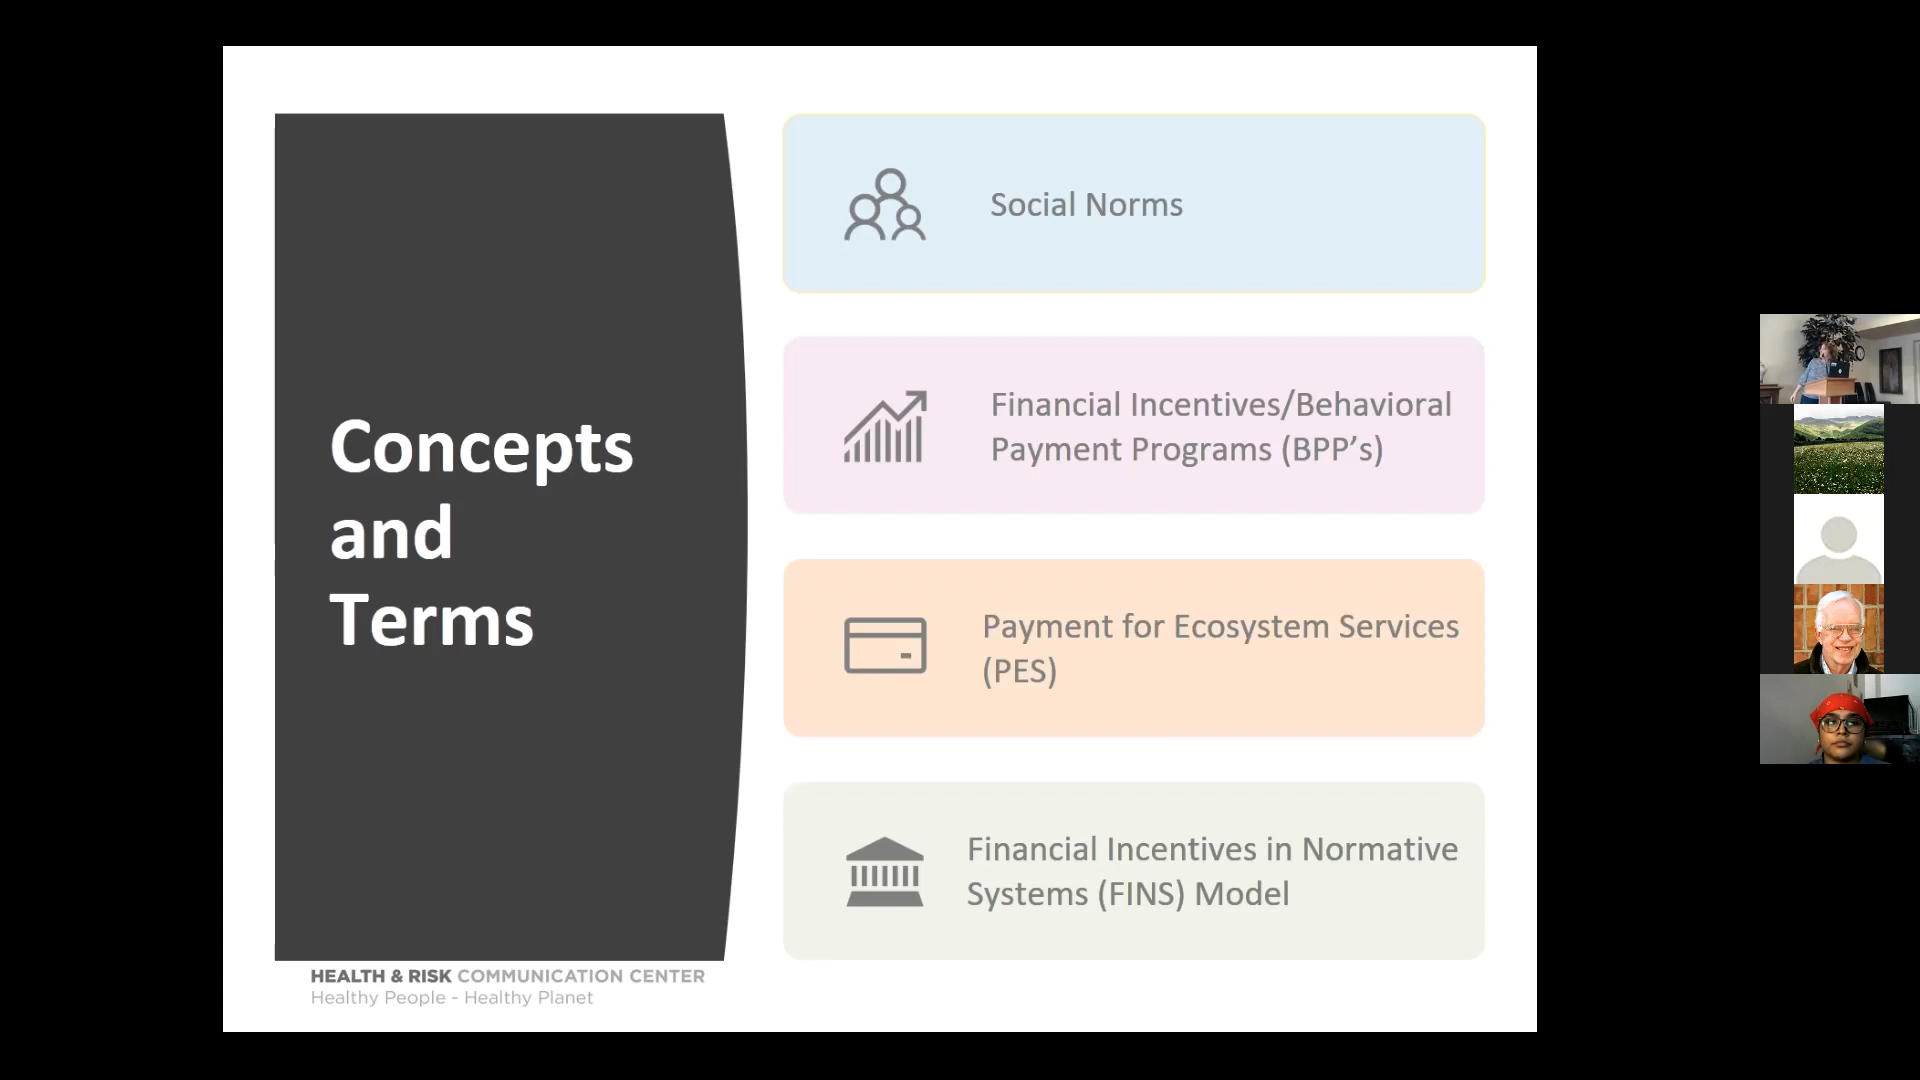 Concepts
and
Terms
Social Norms
Financial Incentives/Behavioral
Payment Programs (BPP’s)
Payment for Ecosystem Services
(PES)
Financial Incentives in Normative
Systems (FINS) Model
HEALTH & RISK COMMUNICATION CENTER
Healthy People - Healthy Planet